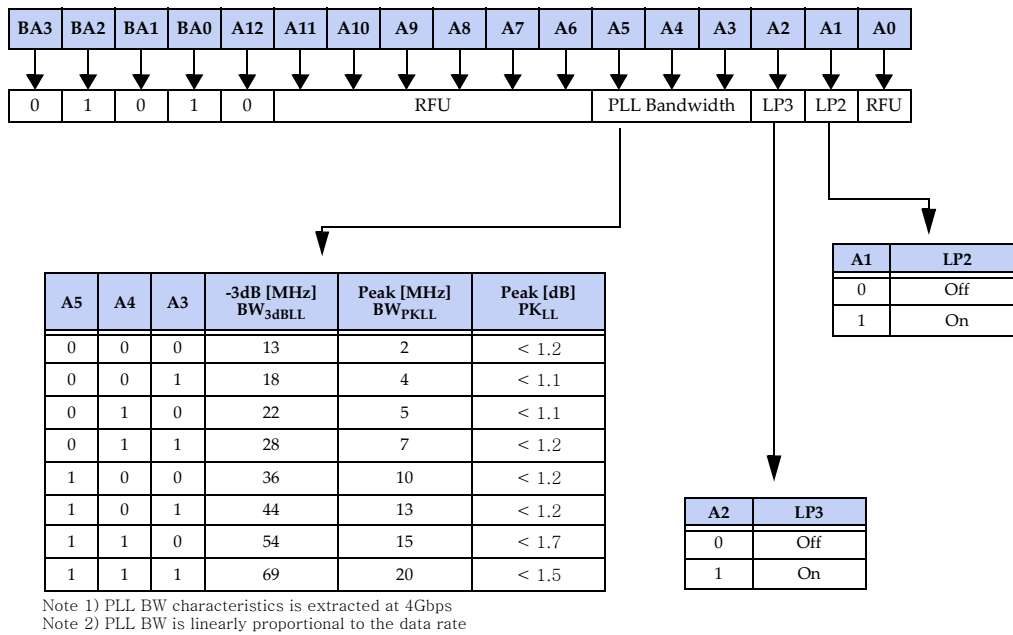 BA3 BA2 BA1 BA0 A12 A11 A10 A9 A8 A7 A6 A5 A4 A3 A2 A1 A0
0 1 0 1 0 RFU PLL Bandwidth LP3 LP2 RFU
A1 LP2
0 Off
1 On
A5 A4 A3 -3dB [MHz] BW3dBLL Peak [MHz] BWPKLL Peak [dB] PKLL
0 0 0 13 2 < 1.2
0 0 1 18 4 < 1.1
0 1 0 22 5 < 1.1
0 1 1 28 7 < 1.2
1 0 0 36 10 < 1.2
1 0 1 44 13 < 1.2
1 1 0 54 15 < 1.7
1 1 1 69 20 < 1.5
A2 LP3
0 Off
1 On
Note 1) PLL BW characteristics is extracted at 4Gbps
Note 2) PLL BW is linearly proportional to the data rate